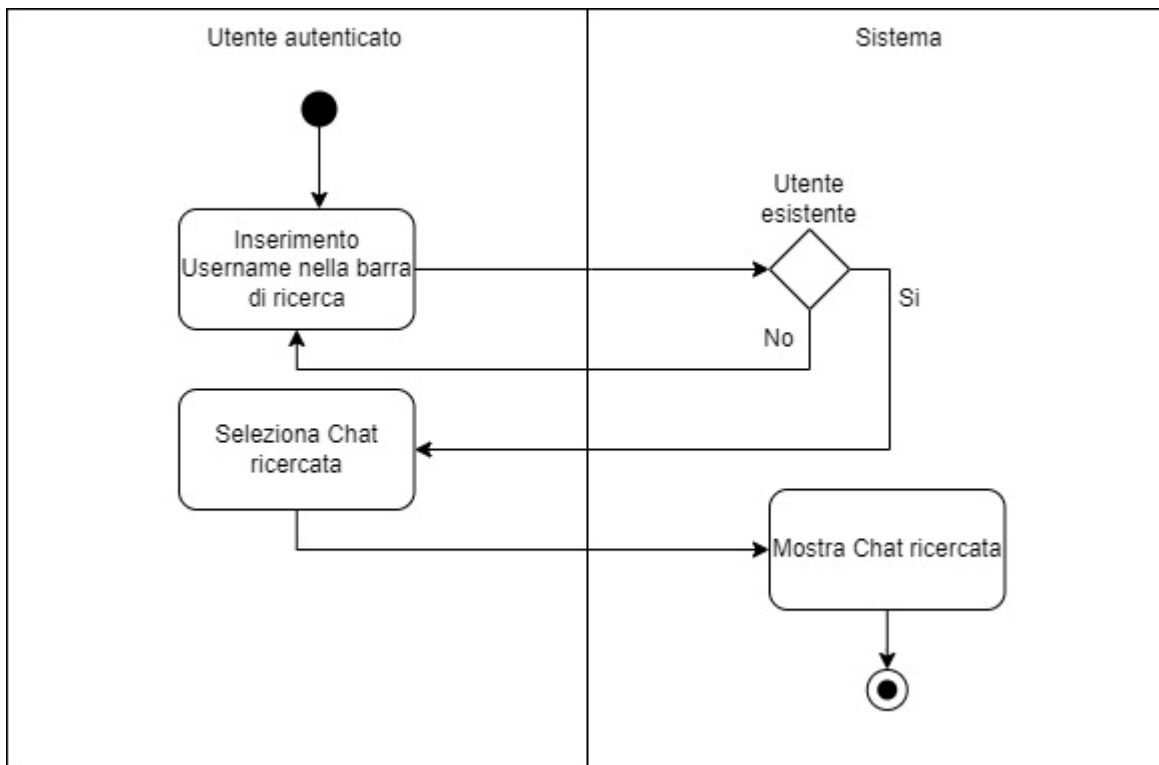 Utente autenticato
Sistema
Utente
esistente
Inserimento
Username nella barra
di ricerca
Si
No
Seleziona Chat
ricercata
Mostra Chat ricercata